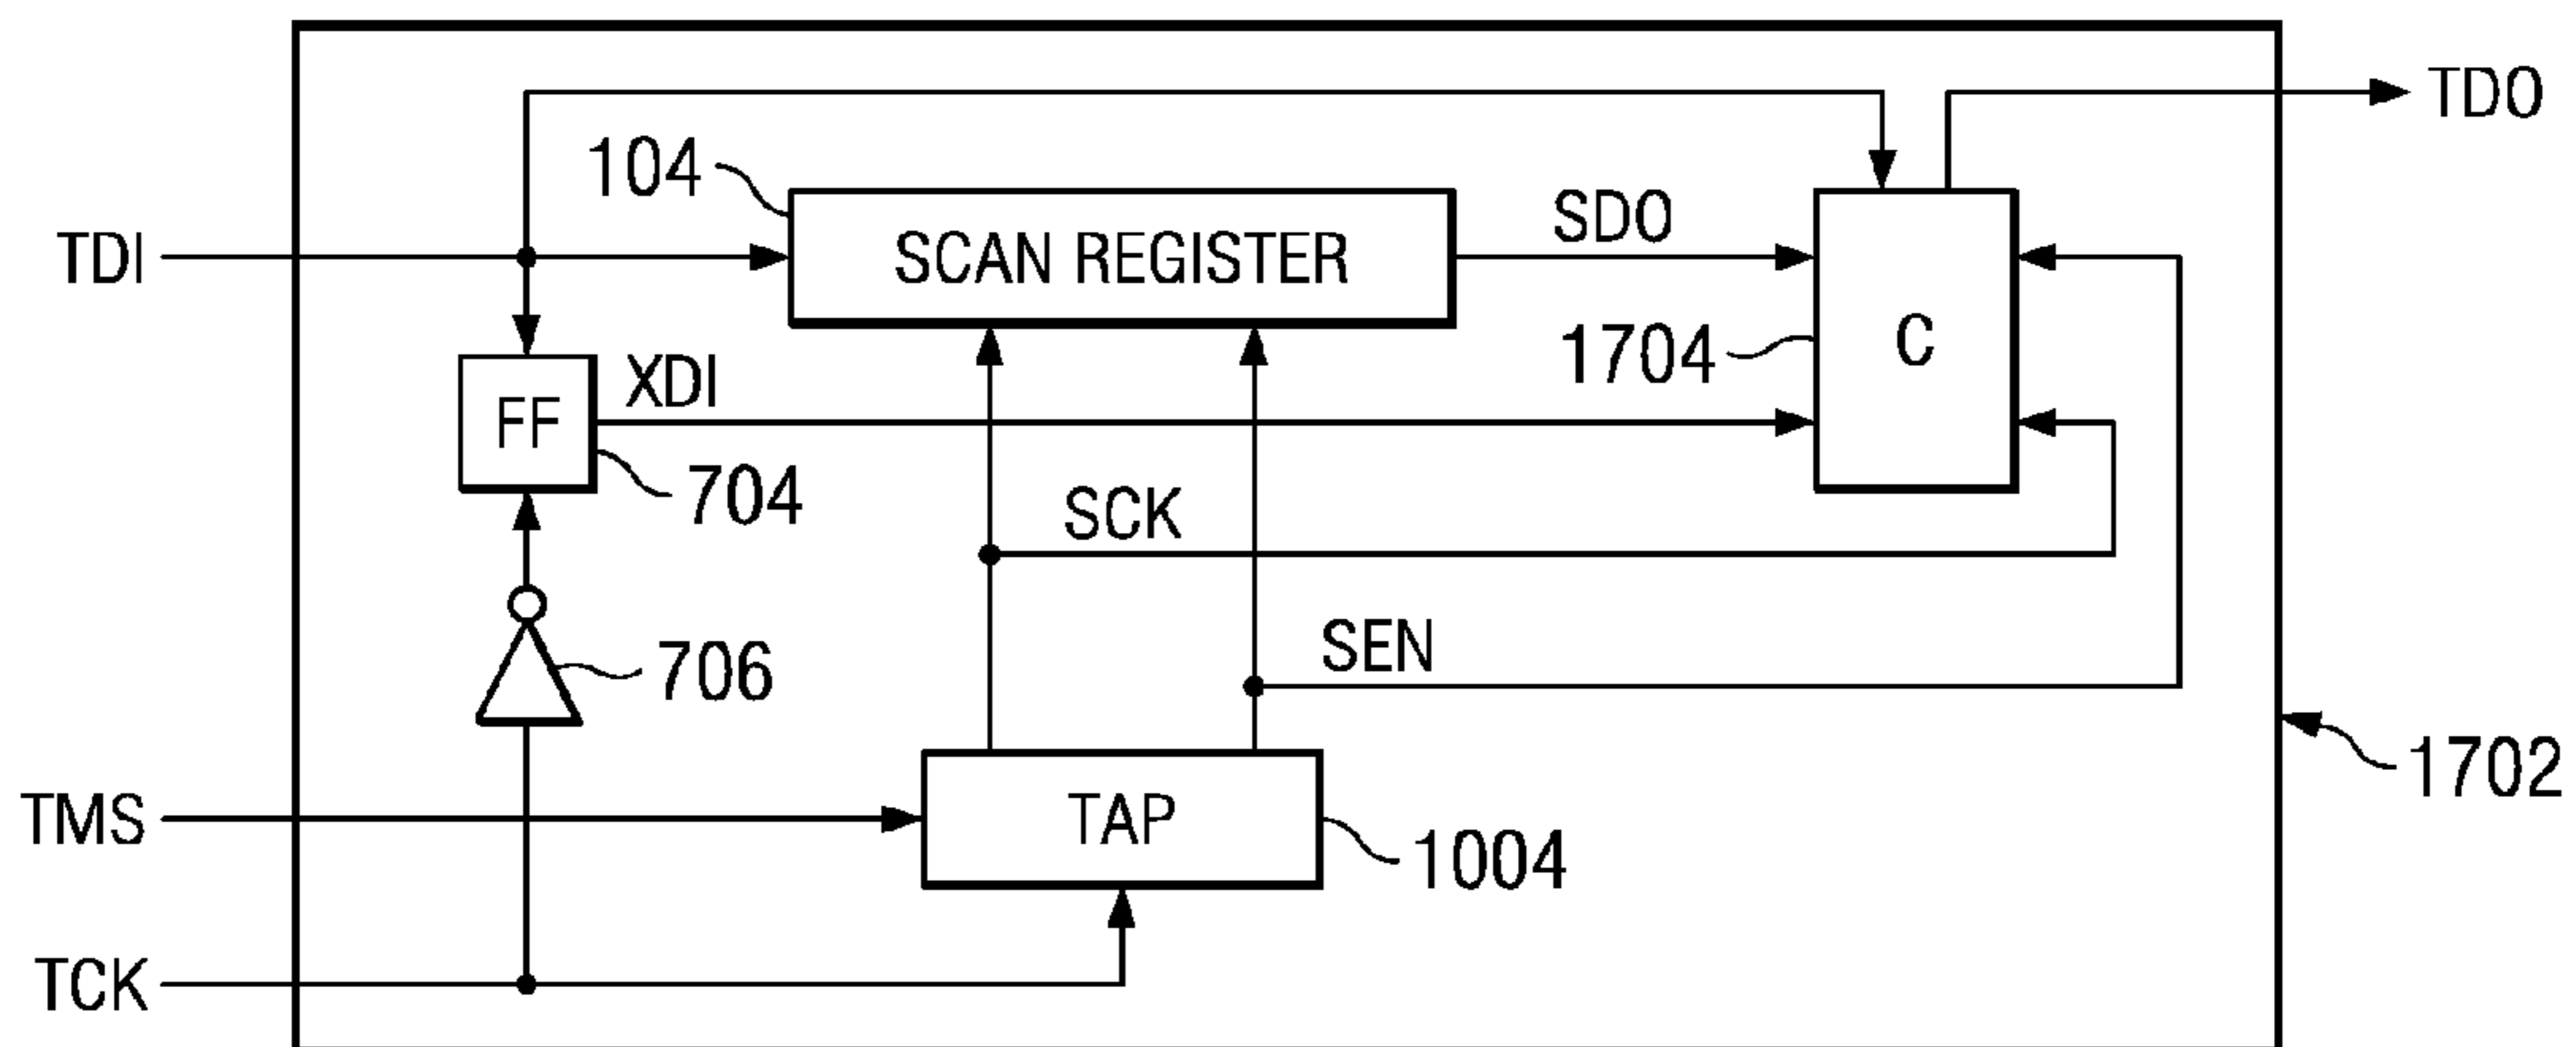 TDO
104
SDO
TDI
SCAN REGISTER
1704
C
XDI
FF
704
SCK
SEN
706
1702
TMS
TAP
1004
TCK